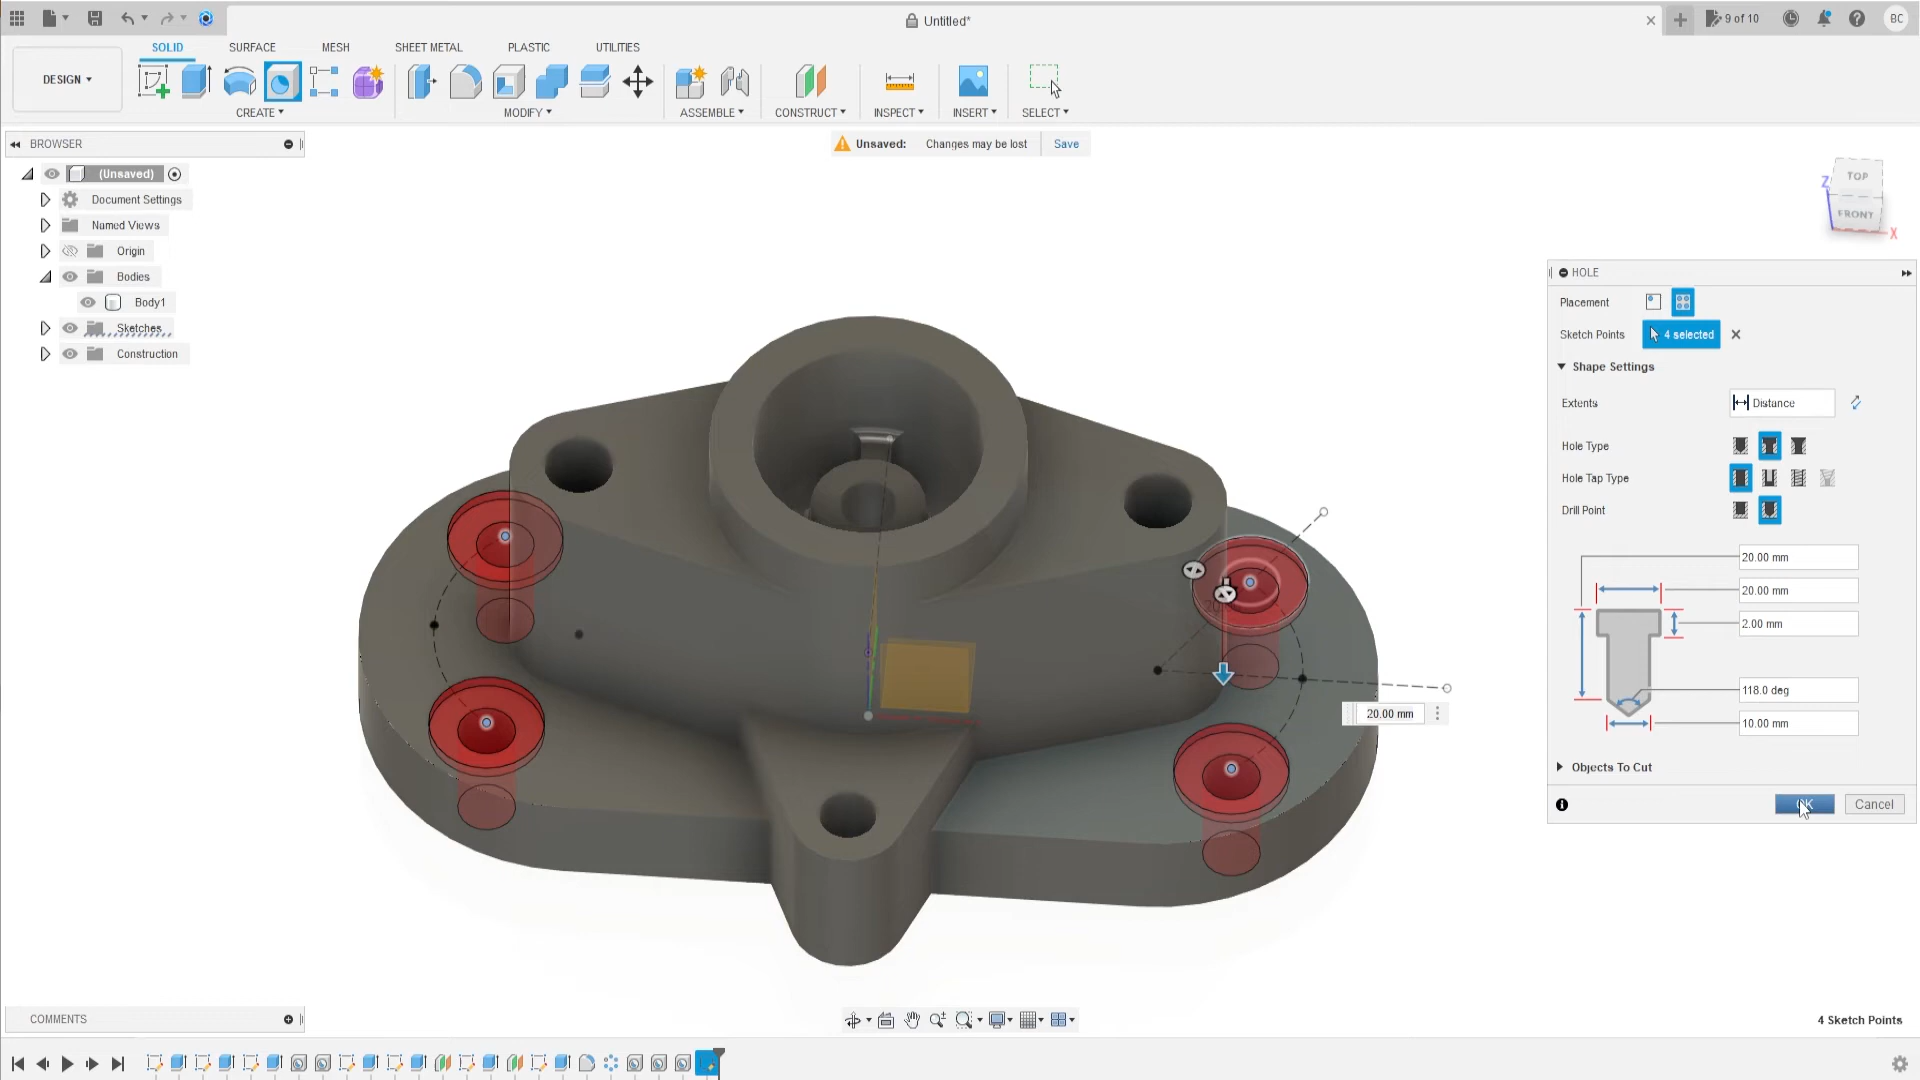 Untitled*
9 of 10
BC
DESIGN
SOLID
SURFACE
MESH
SHEET METAL
PLASTIC
UTILITIES
CREATE
MODIFY
ASSEMBLE
CONSTRUCT
INSPECT
INSERT
SELECT
BROWSER
Unsaved: Changes may be lost Save
(Unsaved)
Document Settings
Named Views
Origin
Bodies
Body1
Sketches
Construction
TOP
Z
FRONT
X
HOLE
Placement
Sketch Points 4 selected
Shape Settings
Extents Distance
Hole Type
Hole Tap Type
Drill Point
20.00 mm
20.00 mm
2.00 mm
118.0 deg
10.00 mm
20.00 mm
Objects To Cut
OK Cancel
COMMENTS
4 Sketch Points